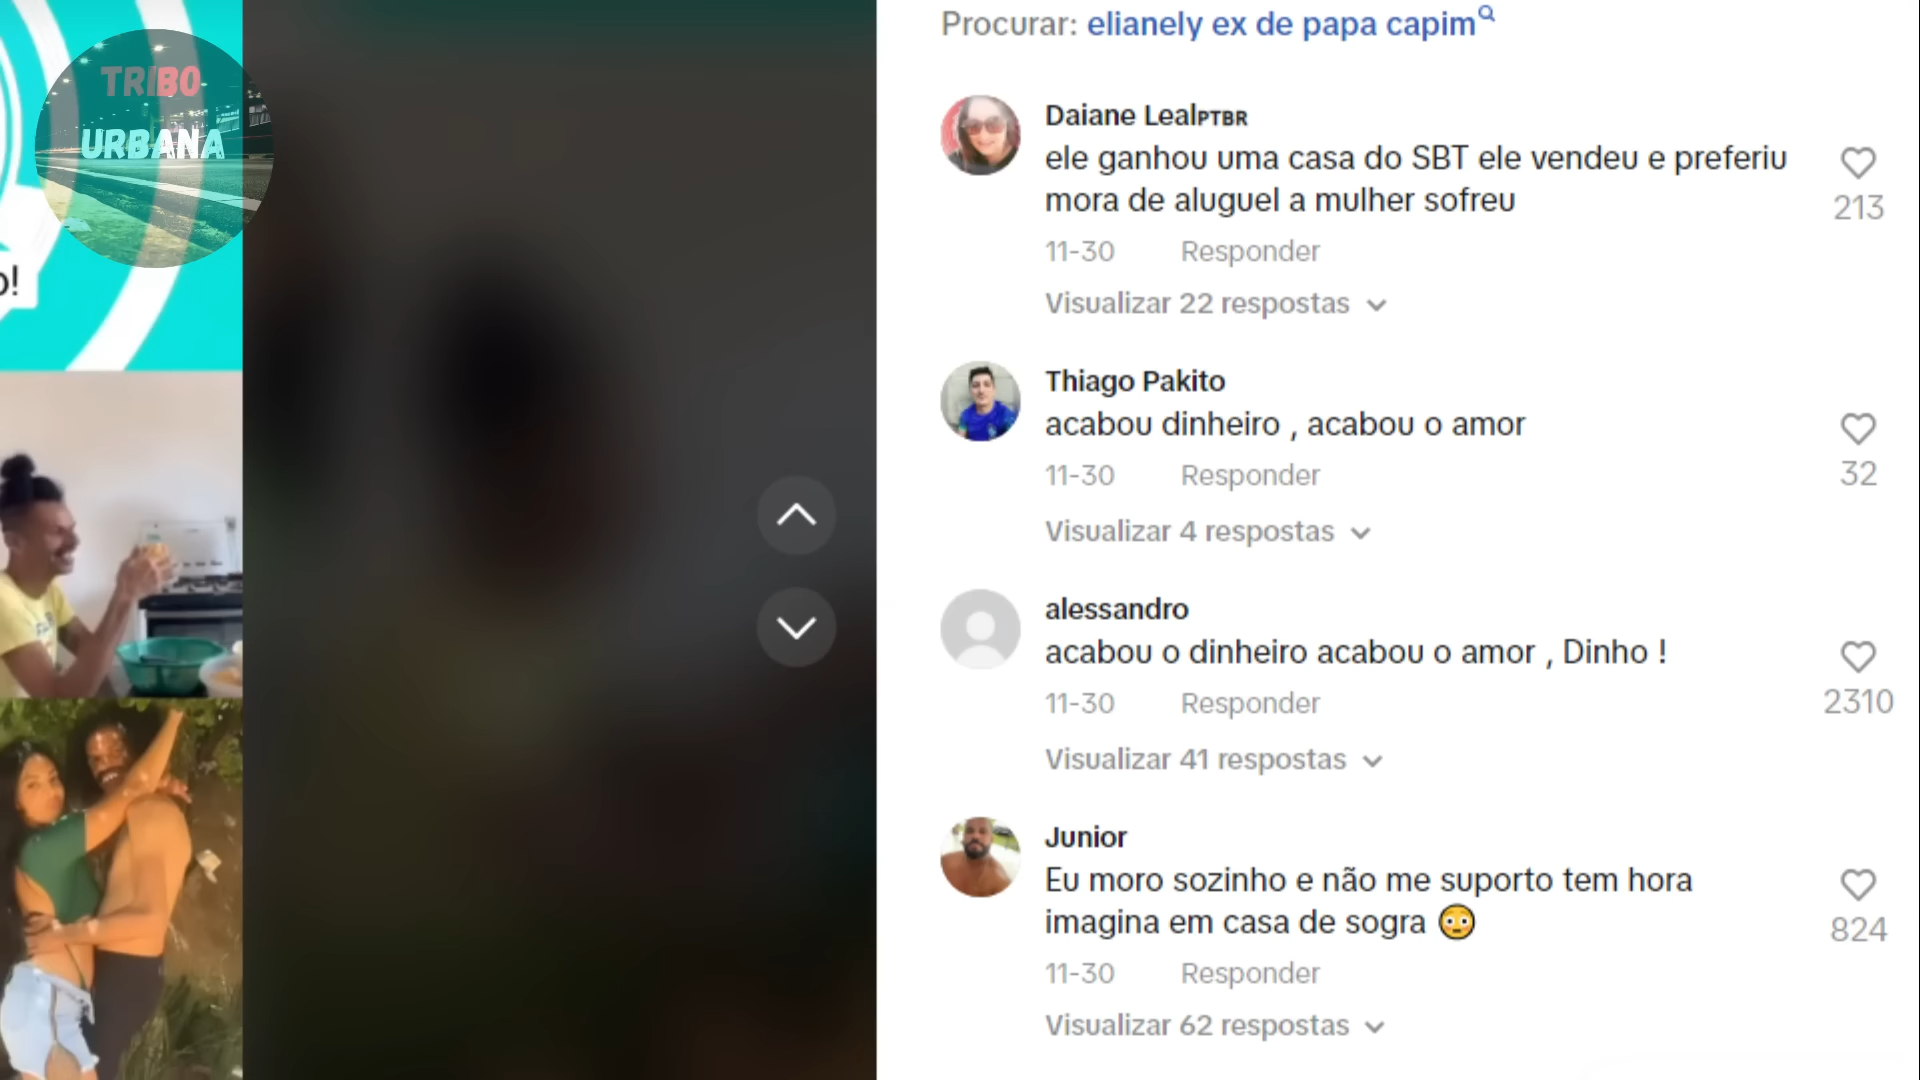 TRIBO
URBANA
o!
Procurar: elianely ex de papa capim
Daiane LealPTBR
ele ganhou uma casa do SBT ele vendeu e preferiu
mora de aluguel a mulher sofreu
213
11-30 Responder
Visualizar 22 respostas
Thiago Pakito
acabou dinheiro , acabou o amor
32
11-30 Responder
Visualizar 4 respostas
alessandro
acabou o dinheiro acabou o amor , Dinho !
2310
11-30 Responder
Visualizar 41 respostas
Junior
Eu moro sozinho e não me suporto tem hora
imagina em casa de sogra 😳
824
11-30 Responder
Visualizar 62 respostas